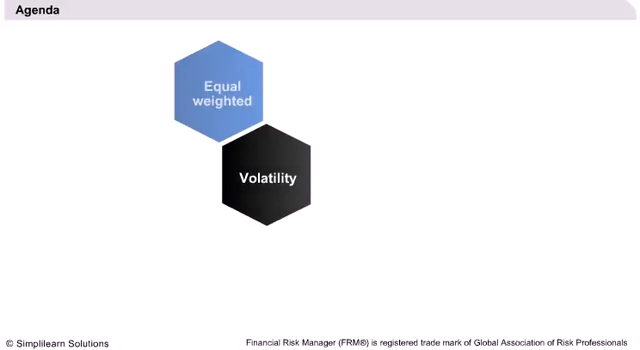 Agenda
Equal
weighted
Volatility
© Simplilearn Solutions
Financial Risk Manager (FRM®) is registered trade mark of Global Association of Risk Professionals